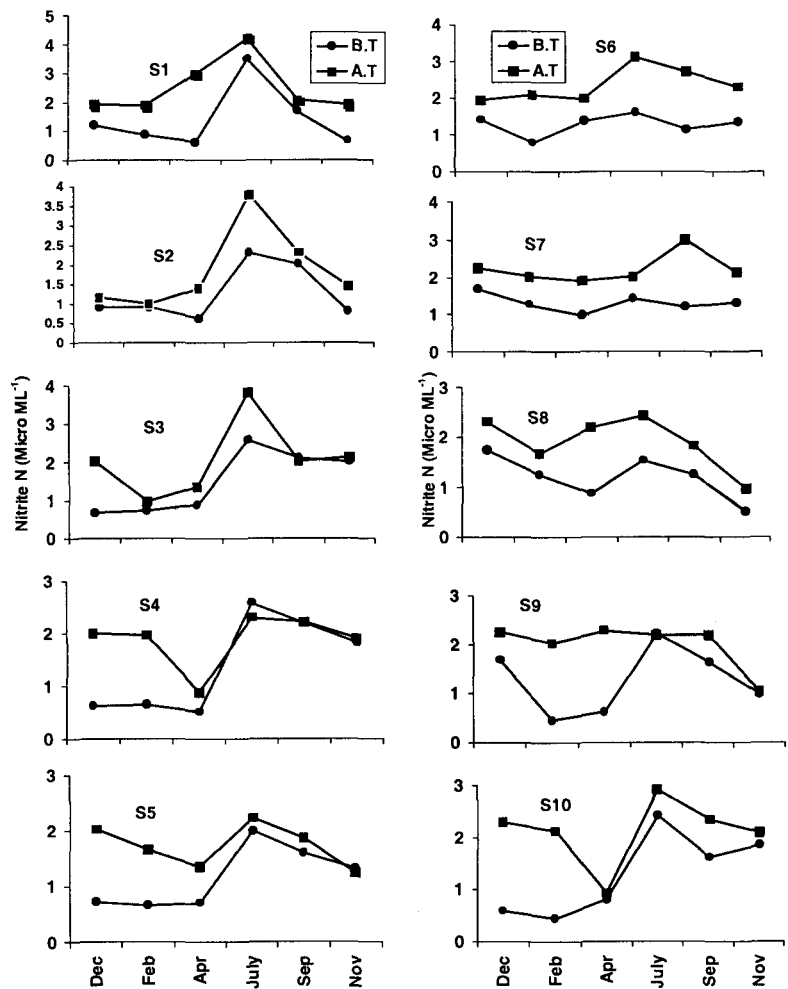 5
4
3
2
1
0
S1
B.T
A.T
4
3.5
3
2.5
2
1.5
1
0.5
0
S2
4
3
2
1
0
S3
Nitrite N (Micro ML⁻¹)
3
2
1
0
S4
3
2
1
0
S5
Dec
Feb
Apr
July
Sep
Nov
4
3
2
1
0
B.T
A.T
S6
4
3
2
1
0
S7
3
2
1
0
S8
Nitrite N (Micro ML⁻¹)
3
2
1
0
S9
3
2
1
0
S10
Dec
Feb
Apr
July
Sep
Nov